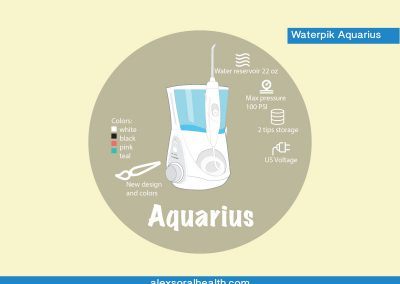 Waterpik Aquarius
Water reservoir 22 oz
Max pressure
100 PSI
2 tips storage
US Voltage
Colors:
white
black
pink
teal
New design
and colors
Aquarius
alexsoralhealth.com